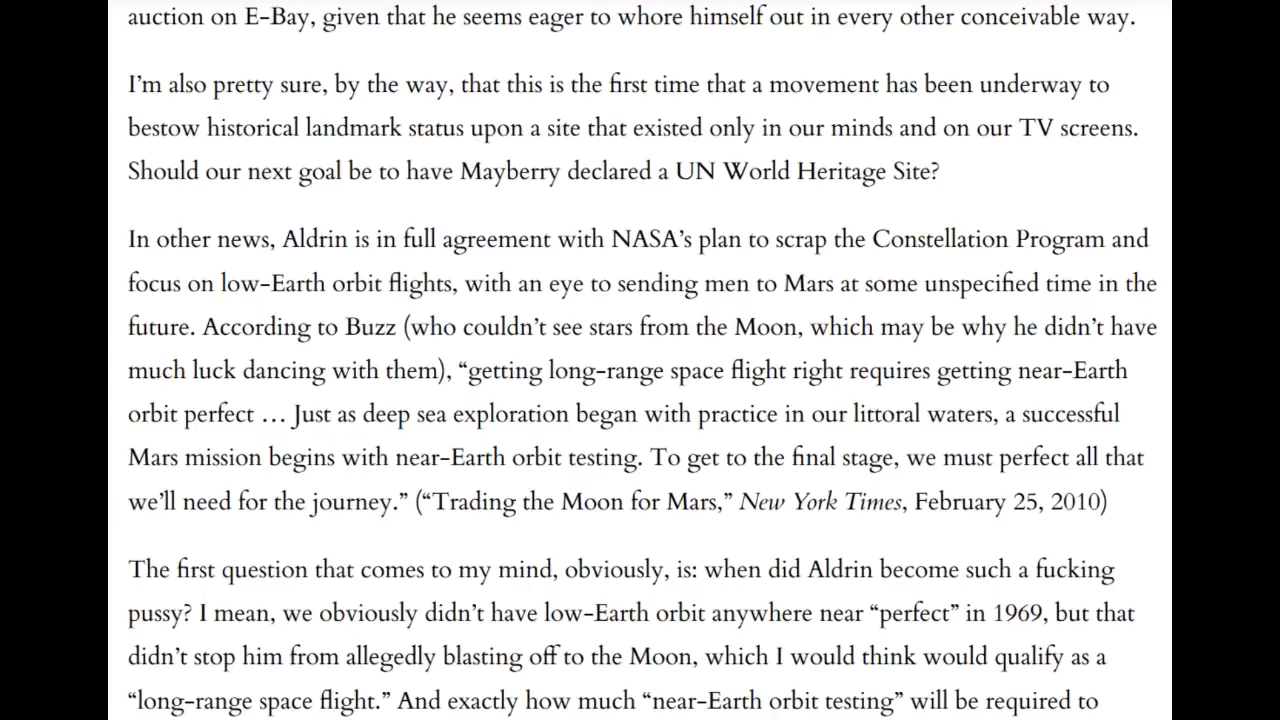 auction on E-Bay, given that he seems eager to whore himself out in every other conceivable way.
I’m also pretty sure, by the way, that this is the first time that a movement has been underway to
bestow historical landmark status upon a site that existed only in our minds and on our TV screens.
Should our next goal be to have Mayberry declared a UN World Heritage Site?
In other news, Aldrin is in full agreement with NASA’s plan to scrap the Constellation Program and
focus on low-Earth orbit flights, with an eye to sending men to Mars at some unspecified time in the
future. According to Buzz (who couldn’t see stars from the Moon, which may be why he didn’t have
much luck dancing with them), “getting long-range space flight right requires getting near-Earth
orbit perfect … Just as deep sea exploration began with practice in our littoral waters, a successful
Mars mission begins with near-Earth orbit testing. To get to the final stage, we must perfect all that
we’ll need for the journey.” (“Trading the Moon for Mars,” New York Times, February 25, 2010)
The first question that comes to my mind, obviously, is: when did Aldrin become such a fucking
pussy? I mean, we obviously didn’t have low-Earth orbit anywhere near “perfect” in 1969, but that
didn’t stop him from allegedly blasting off to the Moon, which I would think would qualify as a
“long-range space flight.” And exactly how much “near-Earth orbit testing” will be required to